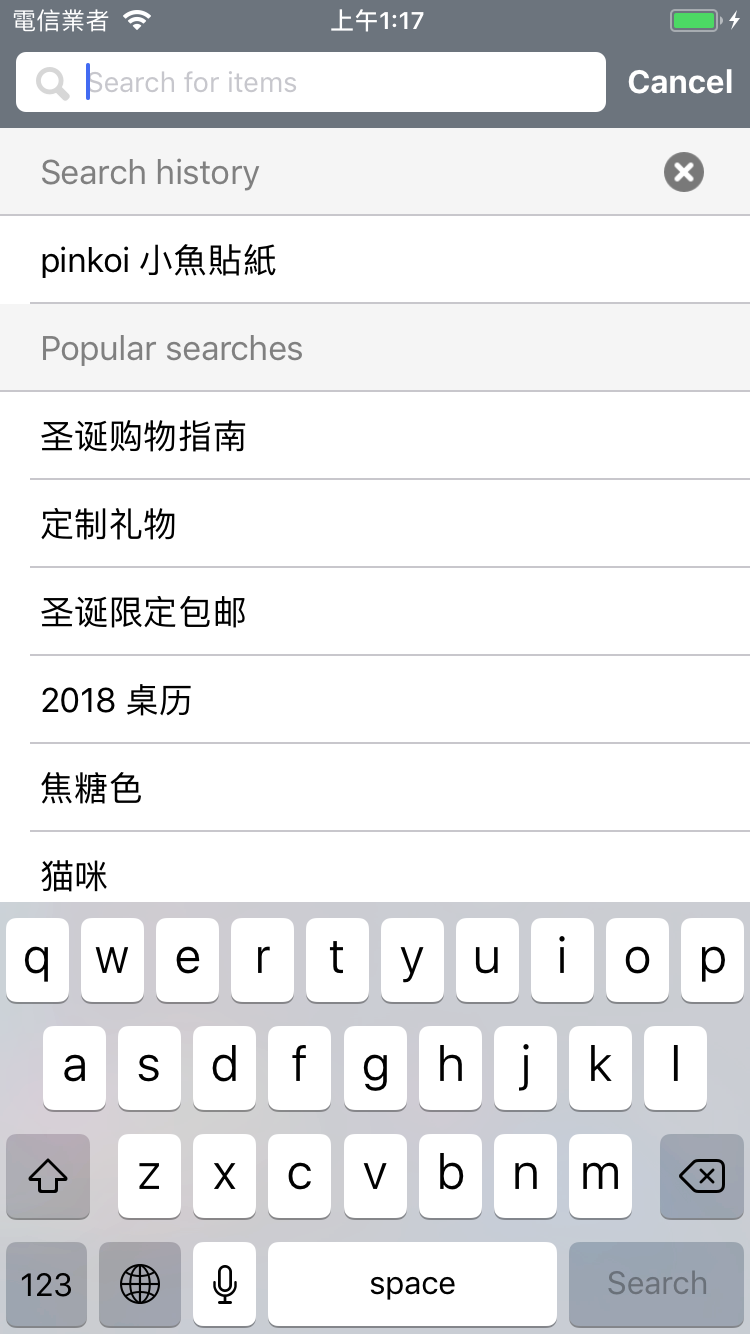 電信業者 上午1:17
Search for items Cancel
Search history
pinkoi 小魚貼紙
Popular searches
圣诞购物指南
定制礼物
圣诞限定包邮
2018 桌历
焦糖色
猫咪
q w e r t y u i o p
a s d f g h j k l
z x c v b n m
123 space Search